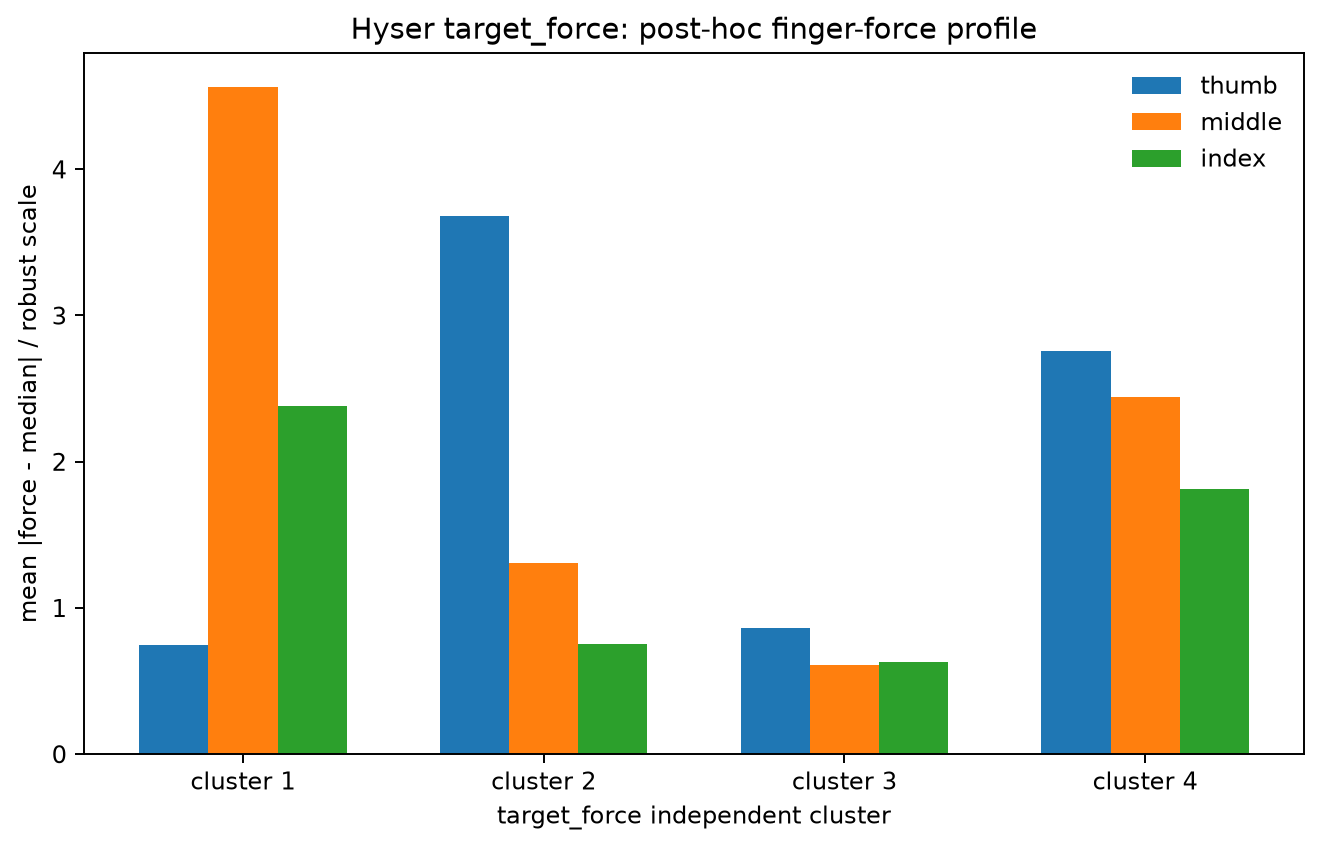 Hyser target_force: post-hoc finger-force profile
thumb
middle
index
mean |force - median| / robust scale
4
3
2
1
0
cluster 1
cluster 2
cluster 3
cluster 4
target_force independent cluster